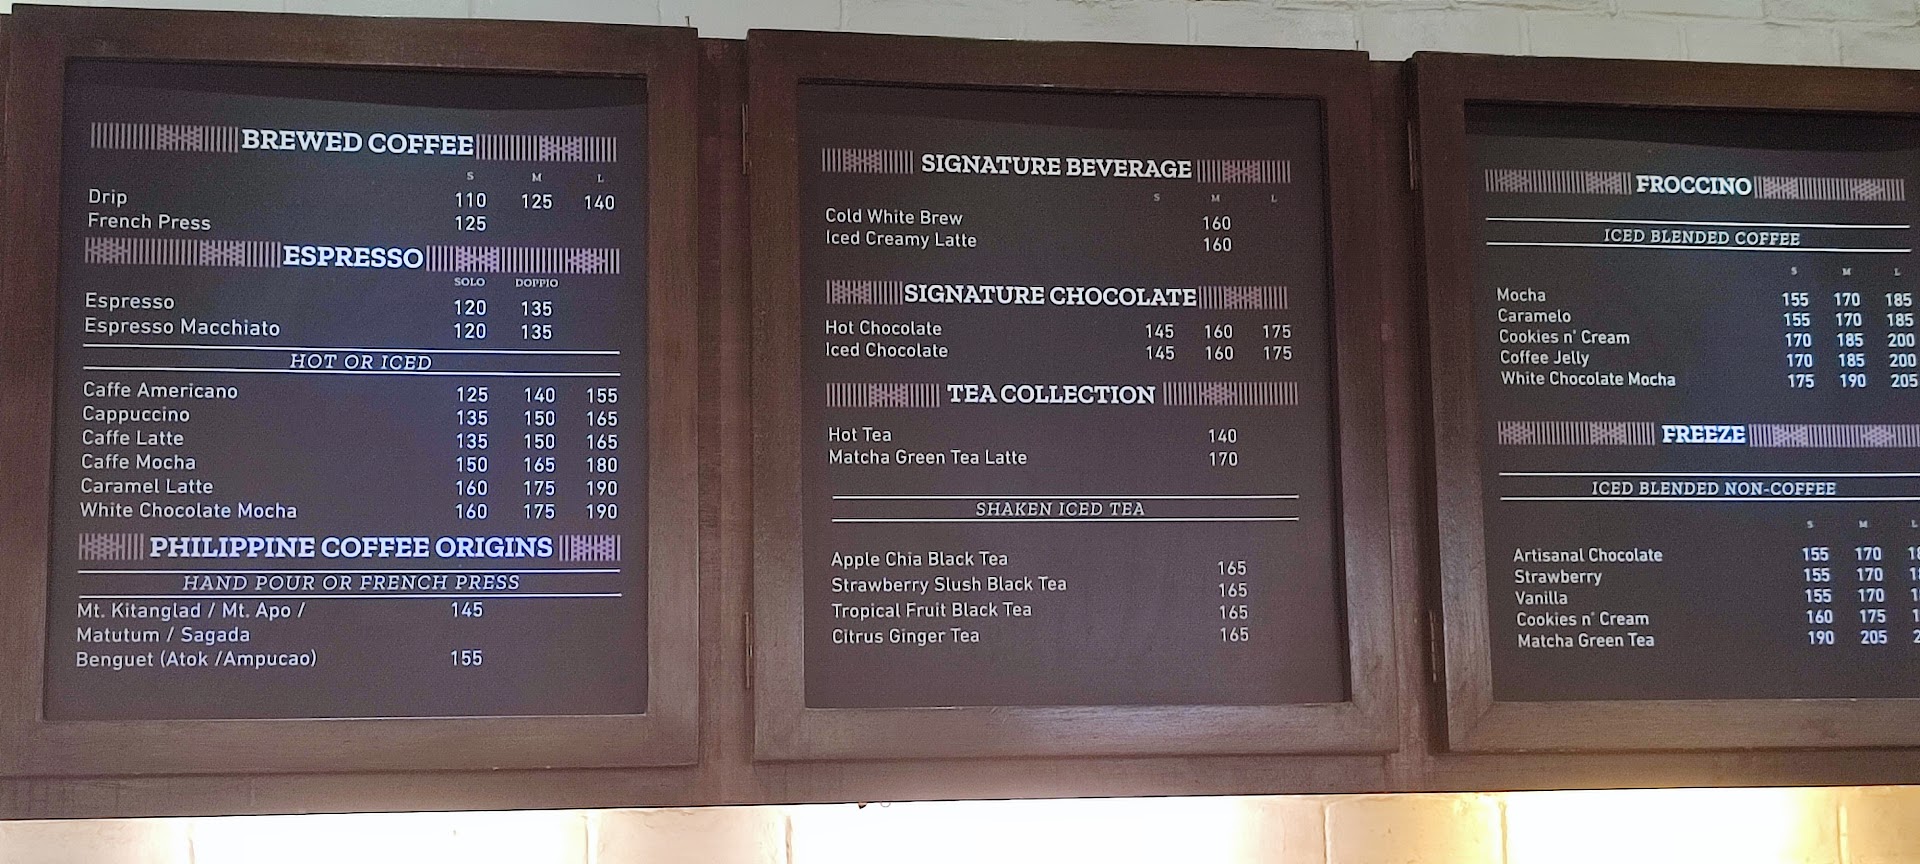 BREWED COFFEE
S M L
Drip 110 125 140
French Press 125
ESPRESSO
SOLO DOPPIO
Espresso 120 135
Espresso Macchiato 120 135
HOT OR ICED
Caffe Americano 125 140 155
Cappuccino 135 150 165
Caffe Latte 135 150 165
Caffe Mocha 150 165 180
Caramel Latte 160 175 190
White Chocolate Mocha 160 175 190
PHILIPPINE COFFEE ORIGINS
HAND POUR OR FRENCH PRESS
Mt. Kitanglad / Mt. Apo / 145
Matutum / Sagada
Benguet (Atok /Ampucao) 155
SIGNATURE BEVERAGE
S M L
Cold White Brew 160
Iced Creamy Latte 160
SIGNATURE CHOCOLATE
Hot Chocolate 145 160 175
Iced Chocolate 145 160 175
TEA COLLECTION
Hot Tea 140
Matcha Green Tea Latte 170
SHAKEN ICED TEA
Apple Chia Black Tea 165
Strawberry Slush Black Tea 165
Tropical Fruit Black Tea 165
Citrus Ginger Tea 165
FROCCINO
ICED BLENDED COFFEE
S M L
Mocha 155 170 185
Caramelo 155 170 185
Cookies n' Cream 170 185 200
Coffee Jelly 170 185 200
White Chocolate Mocha 175 190 205
FREEZE
ICED BLENDED NON-COFFEE
S M L
Artisanal Chocolate 155 170
Strawberry 155 170
Vanilla 155 170
Cookies n' Cream 160 175
Matcha Green Tea 190 205